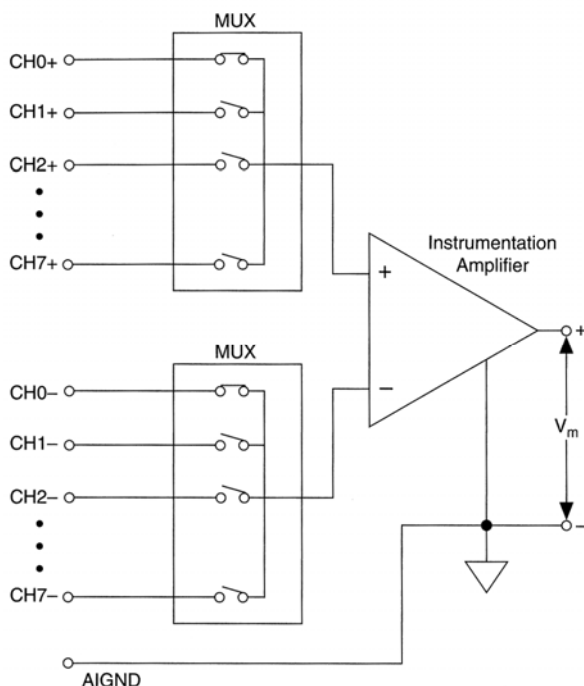 MUX
CH0+
CH1+
CH2+
CH7+
Instrumentation
Amplifier
+
−
+
Vm
−
MUX
CH0−
CH1−
CH2−
CH7−
AIGND